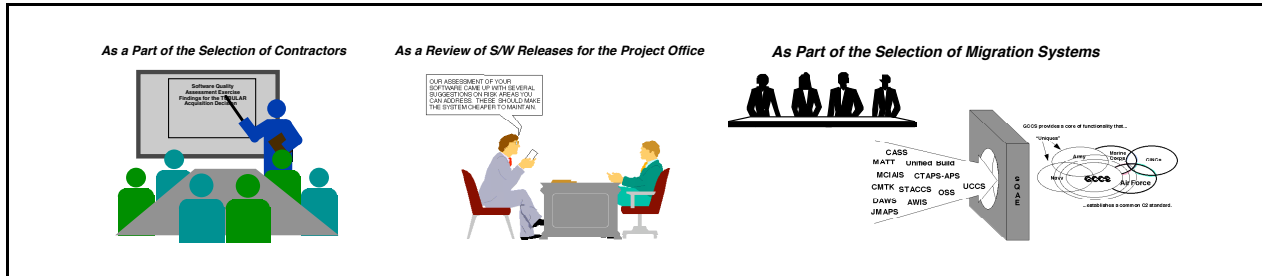 As a Part of the Selection of Contractors
Software Quality
Assessment Exercise
Findings for the
Acquisition Decision
As a Review of S/W Releases for the Project Office
OUR ASSESSMENT OF YOUR
SOFTWARE CAME UP WITH SEVERAL
SUGGESTIONS ON RISK AREAS YOU
CAN ADDRESS. THESE SHOULD MAKE
THE SYSTEM CHEAPER TO MAINTAIN.
As Part of the Selection of Migration Systems
CASS
MATT Unified Build
MCIAIS CTAPS-APS
CMTK STACCS OSS UCCS
DAWS AWIS
JMAPS
SQAE
GCCS provides a core of functionality that...
"Uniques"
Army
Marine
Corps
CINCs
Navy
GCCS
Air Force
...establishes a common C2 standard.